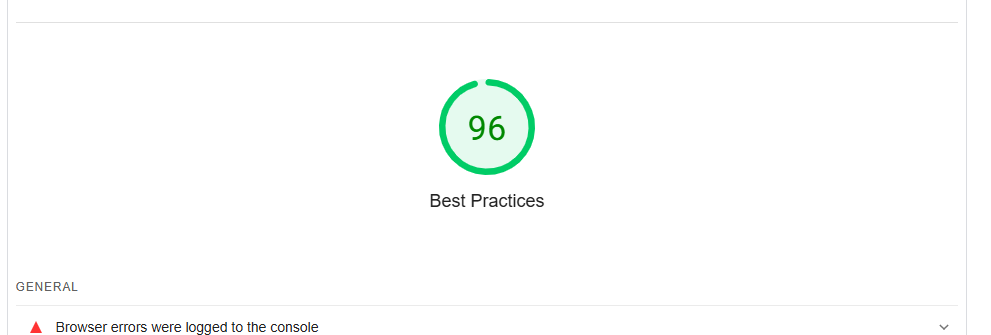 96
Best Practices
GENERAL
Browser errors were logged to the console